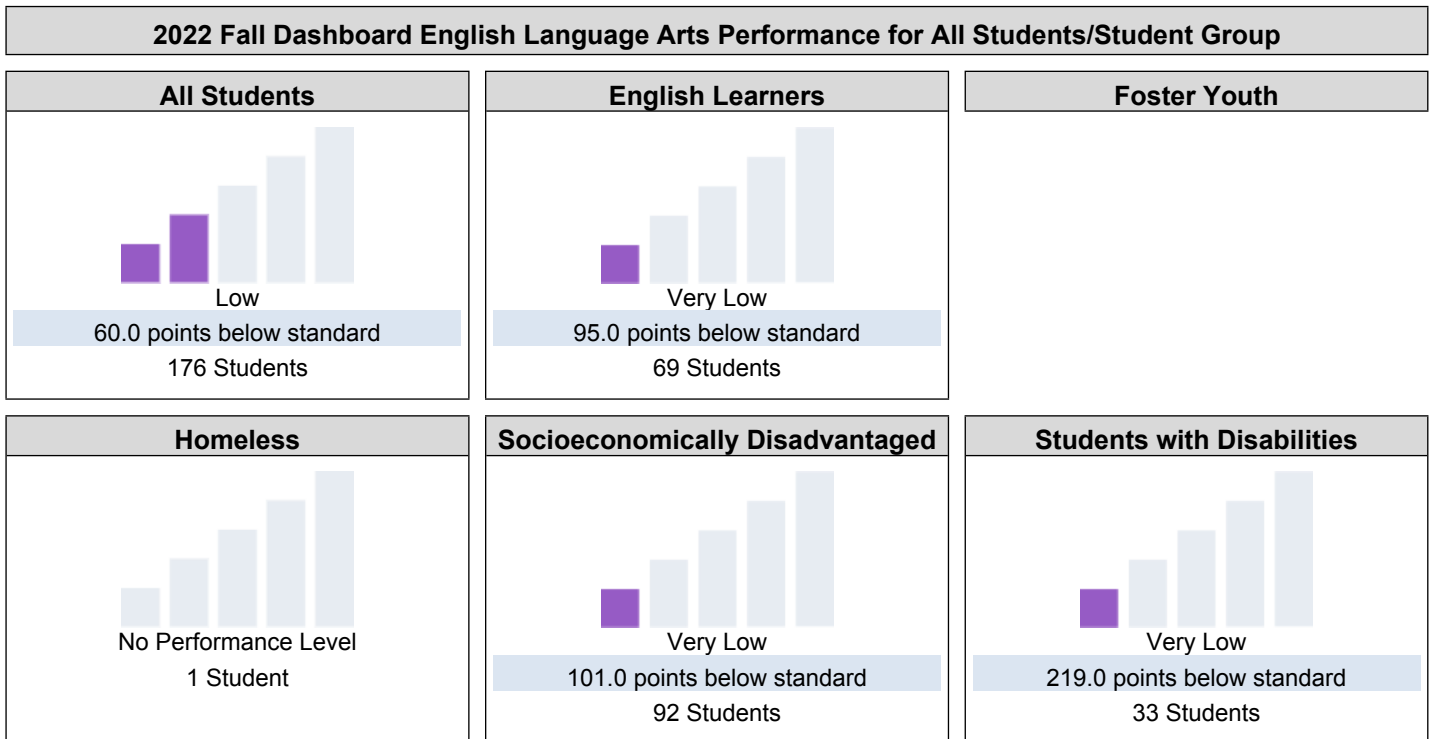 2022 Fall Dashboard English Language Arts Performance for All Students/Student Group
All Students
Low
60.0 points below standard
176 Students
English Learners
Very Low
95.0 points below standard
69 Students
Foster Youth
Homeless
No Performance Level
1 Student
Socioeconomically Disadvantaged
Very Low
101.0 points below standard
92 Students
Students with Disabilities
Very Low
219.0 points below standard
33 Students